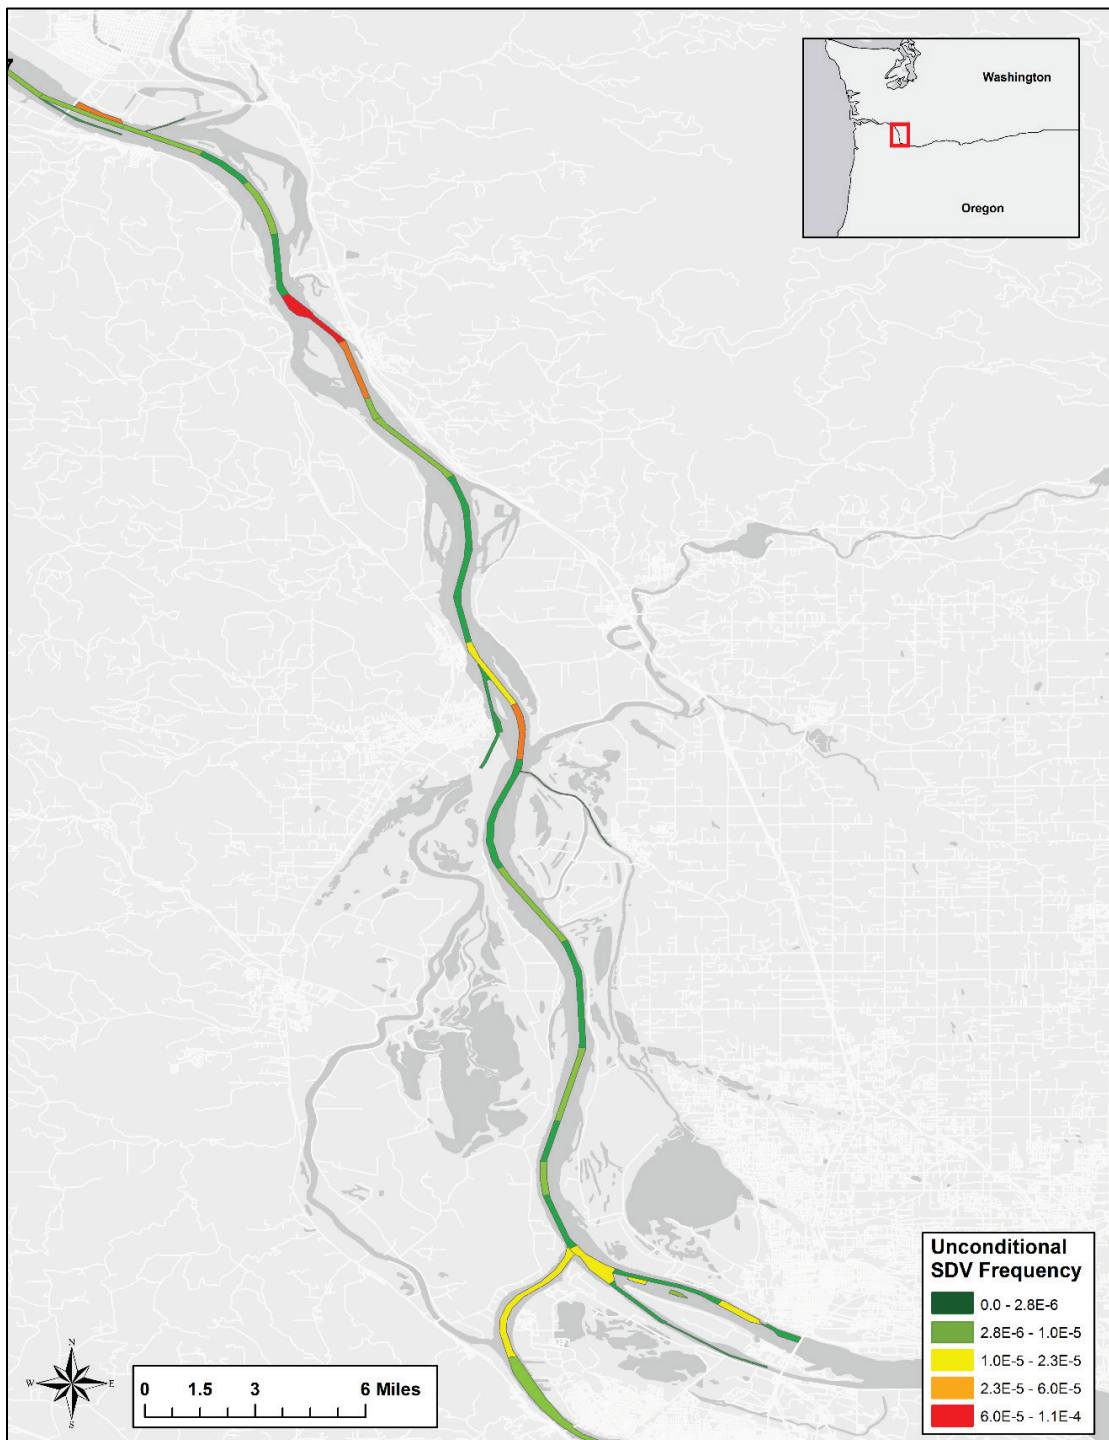 Washington
Oregon
Unconditional
SDV Frequency
0.0 - 2.8E-6
2.8E-6 - 1.0E-5
1.0E-5 - 2.3E-5
2.3E-5 - 6.0E-5
6.0E-5 - 1.1E-4
N
W E
S
0 1.5 3 6 Miles